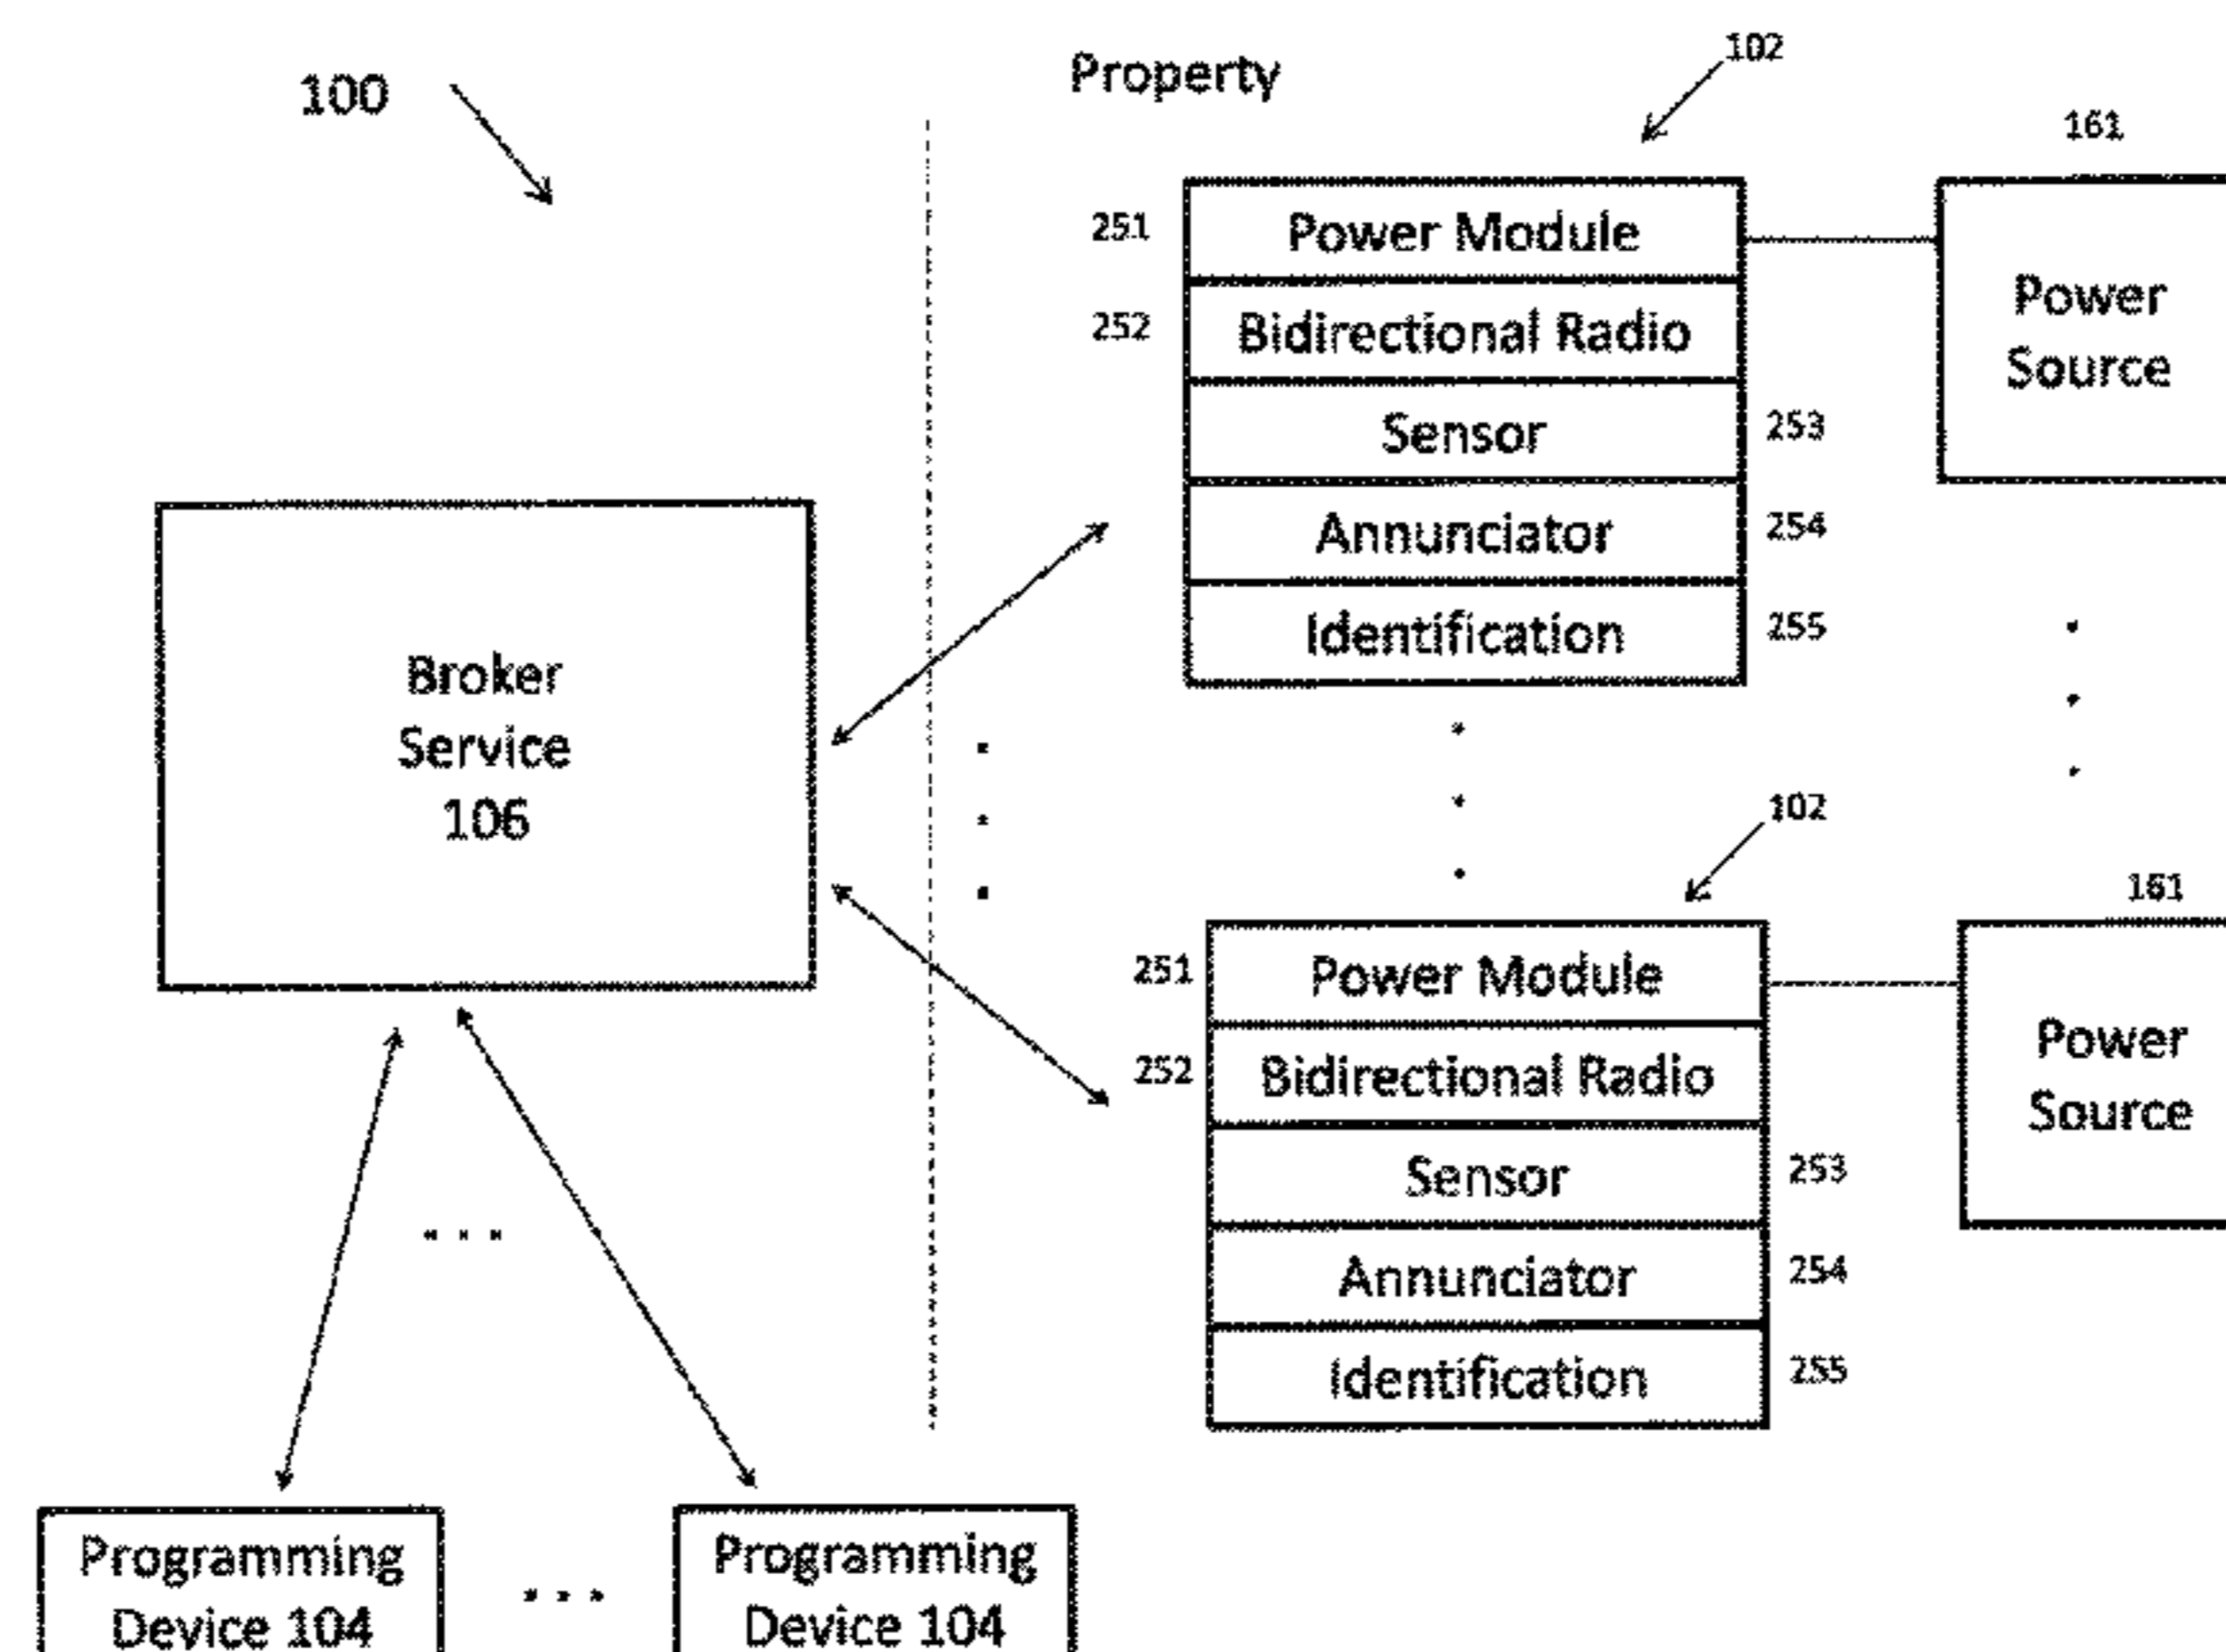 100
Property
102
161
251
Power Module
252
Bidirectional Radio
Sensor
253
Annunciator
254
Identification
255
Power
Source
Broker
Service
106
102
161
251
Power Module
252
Bidirectional Radio
Sensor
253
Annunciator
254
Identification
255
Power
Source
Programming
Device 104
Programming
Device 104